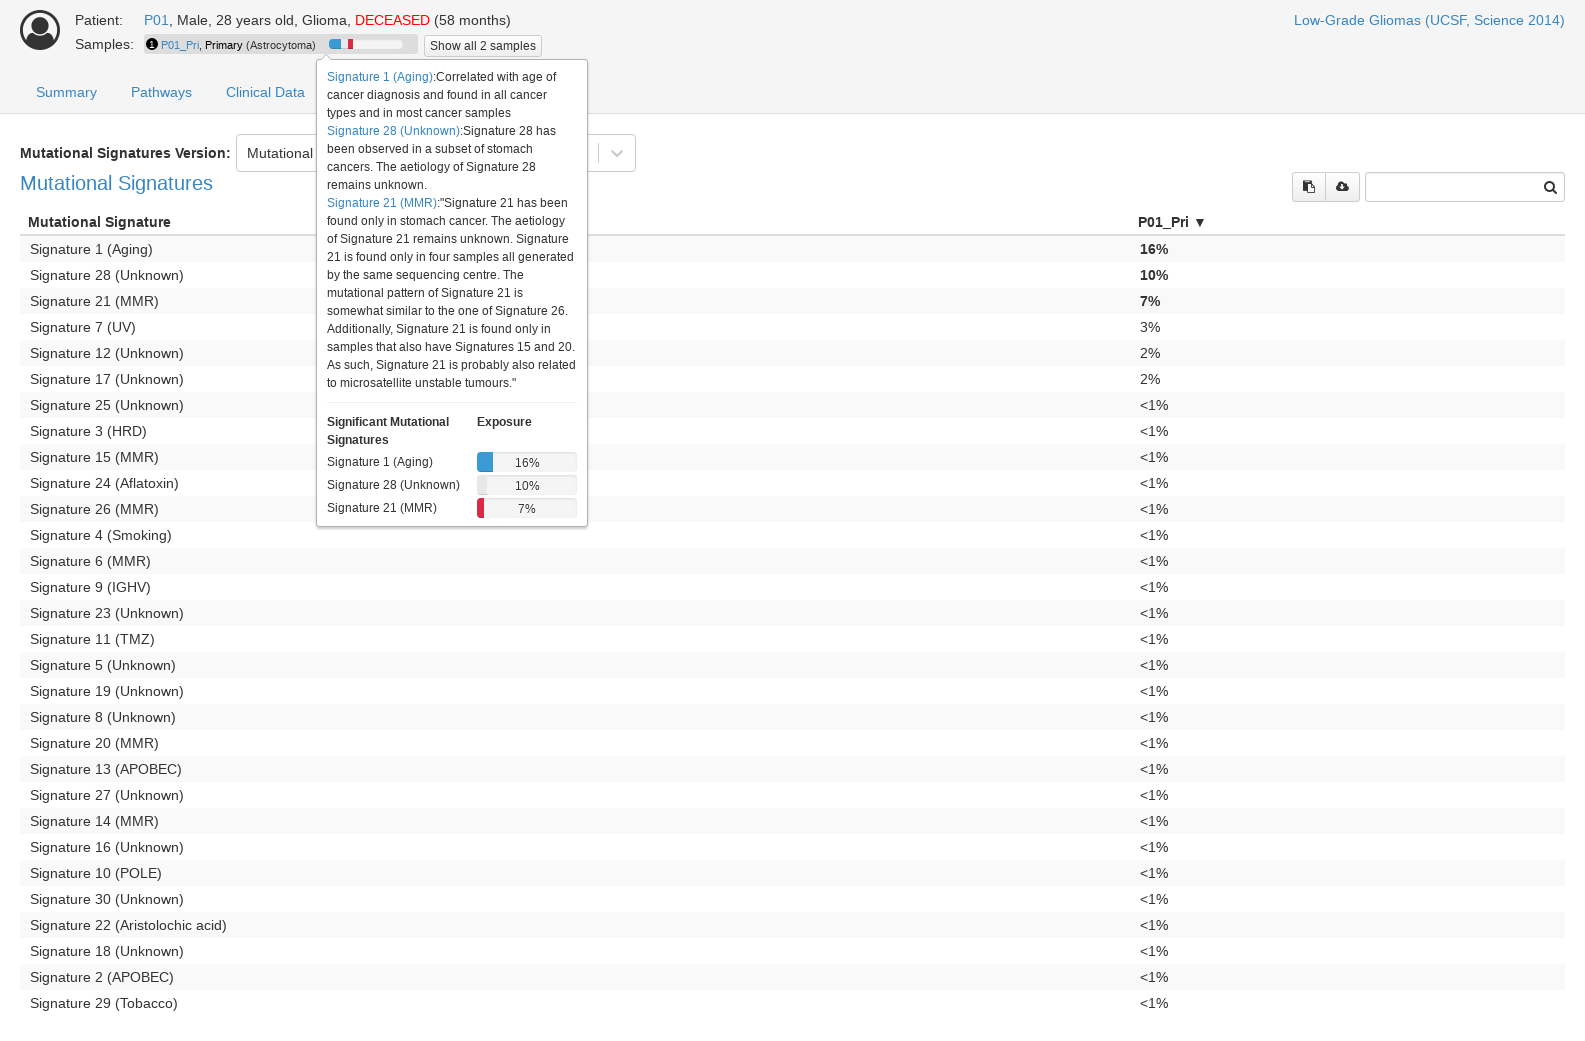 Patient: P01, Male, 28 years old, Glioma, DECEASED (58 months)
Low-Grade Gliomas (UCSF, Science 2014)
Samples: 1 P01_Pri, Primary (Astrocytoma) Show all 2 samples
Summary Pathways Clinical Data
Signature 1 (Aging):Correlated with age of
cancer diagnosis and found in all cancer
types and in most cancer samples
Signature 28 (Unknown):Signature 28 has
been observed in a subset of stomach
cancers. The aetiology of Signature 28
remains unknown.
Signature 21 (MMR):"Signature 21 has been
found only in stomach cancer. The aetiology
of Signature 21 remains unknown. Signature
21 is found only in four samples all generated
by the same sequencing centre. The
mutational pattern of Signature 21 is
somewhat similar to the one of Signature 26.
Additionally, Signature 21 is found only in
samples that also have Signatures 15 and 20.
As such, Signature 21 is probably also related
to microsatellite unstable tumours."
Significant Mutational Exposure
Signatures
Signature 1 (Aging) 16%
Signature 28 (Unknown) 10%
Signature 21 (MMR) 7%
Mutational Signatures Version: Mutational
Mutational Signatures
Mutational Signature P01_Pri ▼
Signature 1 (Aging) 16%
Signature 28 (Unknown) 10%
Signature 21 (MMR) 7%
Signature 7 (UV) 3%
Signature 12 (Unknown) 2%
Signature 17 (Unknown) 2%
Signature 25 (Unknown) <1%
Signature 3 (HRD) <1%
Signature 15 (MMR) <1%
Signature 24 (Aflatoxin) <1%
Signature 26 (MMR) <1%
Signature 4 (Smoking) <1%
Signature 6 (MMR) <1%
Signature 9 (IGHV) <1%
Signature 23 (Unknown) <1%
Signature 11 (TMZ) <1%
Signature 5 (Unknown) <1%
Signature 19 (Unknown) <1%
Signature 8 (Unknown) <1%
Signature 20 (MMR) <1%
Signature 13 (APOBEC) <1%
Signature 27 (Unknown) <1%
Signature 14 (MMR) <1%
Signature 16 (Unknown) <1%
Signature 10 (POLE) <1%
Signature 30 (Unknown) <1%
Signature 22 (Aristolochic acid) <1%
Signature 18 (Unknown) <1%
Signature 2 (APOBEC) <1%
Signature 29 (Tobacco) <1%